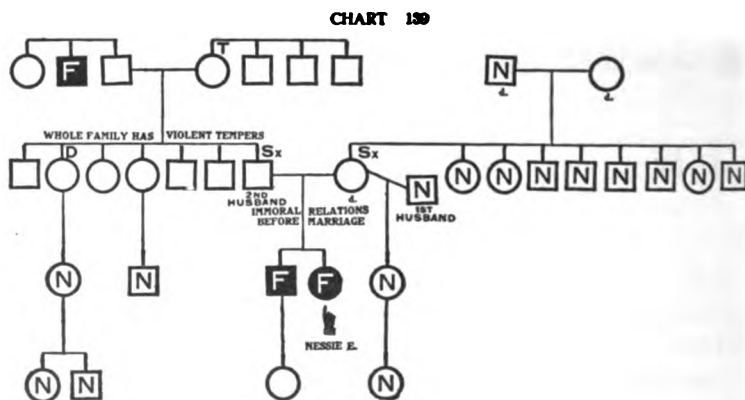 CHART 139
T
F N
d. d.
WHOLE FAMILY HAS VIOLENT TEMPERS
D Sx Sx
N N N N N N N N
N
2ND
HUSBAND
d.
1ST
HUSBAND
IMMORAL RELATIONS
BEFORE MARRIAGE
N N F F N
NESSIE E.
N N N